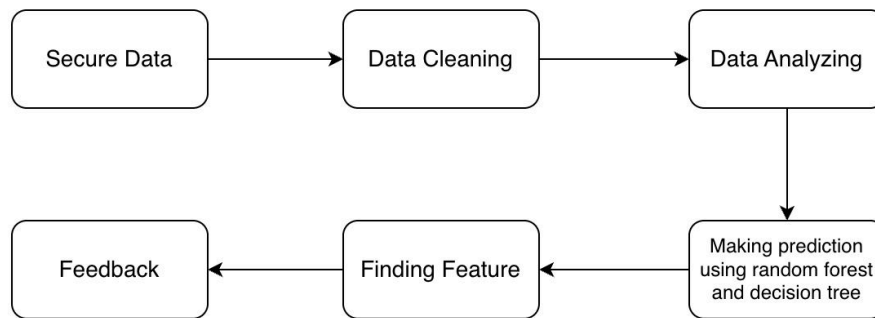 Secure Data
Data Cleaning
Data Analyzing
Making prediction
using random forest
and decision tree
Finding Feature
Feedback